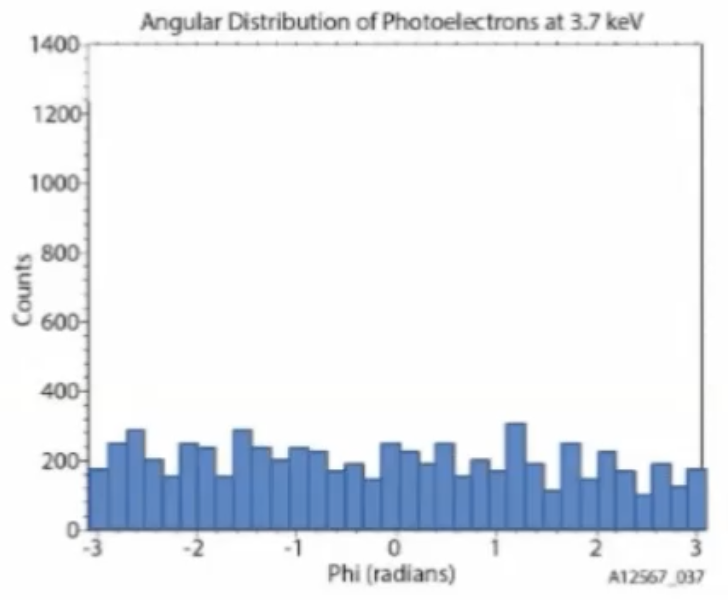 Angular Distribution of Photoelectrons at 3.7 keV
1400
1200
1000
800
600
400
200
0
Counts
-3 -2 -1 0 1 2 3
Phi (radians)
A12567_037